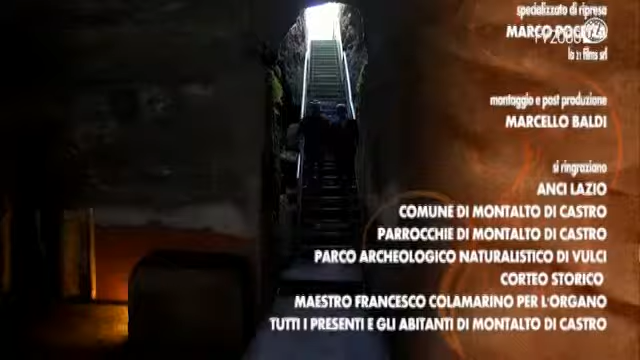 specializzato di ripresa
MARCO
TV2000
la 21 films srl
montaggio e post produzione
MARCELLO BALDI
si ringraziano
ANCI LAZIO
COMUNE DI MONTALTO DI CASTRO
PARROCCHIE DI MONTALTO DI CASTRO
PARCO ARCHEOLOGICO NATURALISTICO DI VULCI
CORTEO STORICO
MAESTRO FRANCESCO COLAMARINO PER L'ORGANO
TUTTI I PRESENTI E GLI ABITANTI DI MONTALTO DI CASTRO